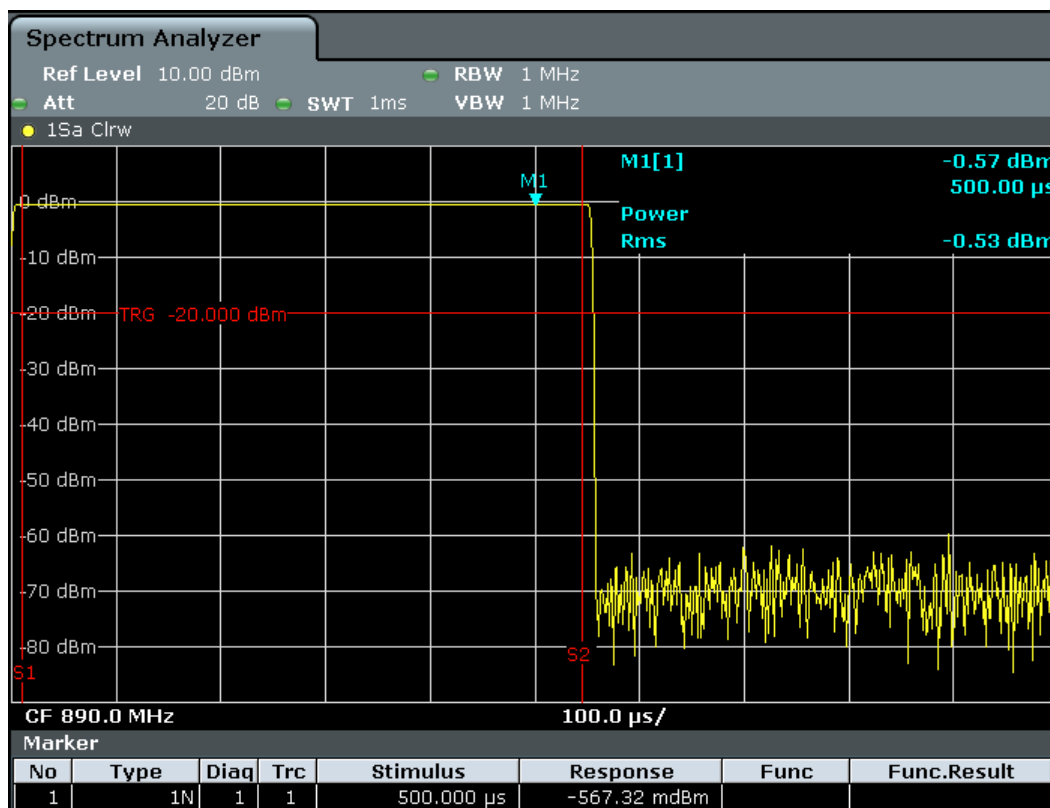 Spectrum Analyzer
Ref Level 10.00 dBm RBW 1 MHz
Att 20 dB SWT 1ms VBW 1 MHz
1Sa Clrw
M1[1] -0.57 dBm
500.00 µs
M1
0 dBm
Power
Rms -0.53 dBm
-10 dBm
-20 dBm TRG -20.000 dBm
-30 dBm
-40 dBm
-50 dBm
-60 dBm
-70 dBm
-80 dBm
S2
S1
CF 890.0 MHz 100.0 µs/
Marker
No Type Diag Trc Stimulus Response Func Func.Result
1 1N 1 1 500.000 µs -567.32 mdBm